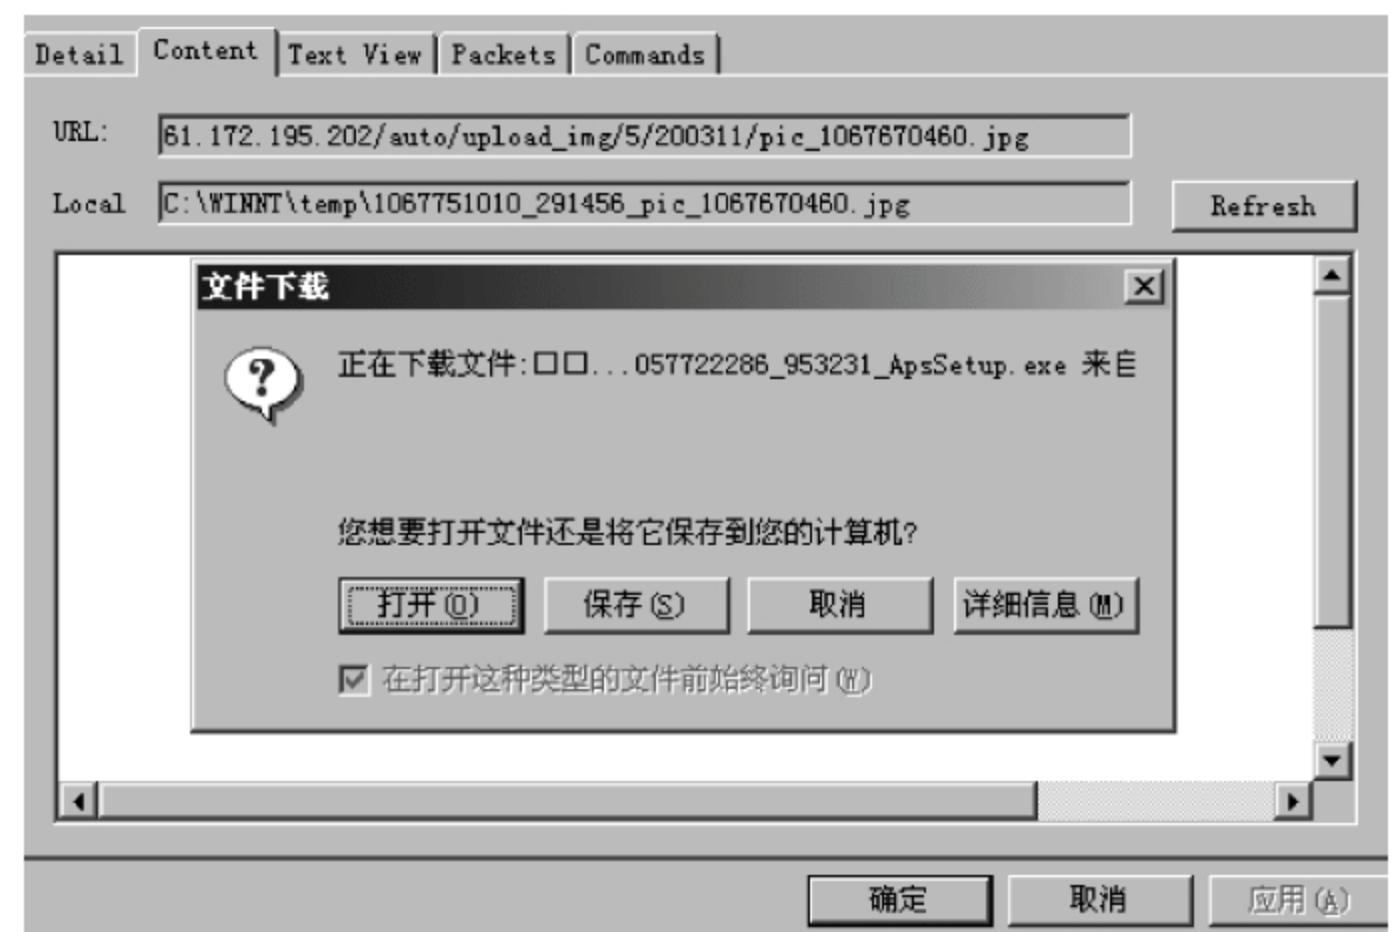 Detail Content Text View Packets Commands
URL: 61.172.195.202/auto/upload_img/5/200311/pic_1067670460.jpg
Local C:\WINNT\temp\1067751010_291456_pic_1067670460.jpg Refresh
文件下载
正在下载文件:口口...057722286_953231_ApsSetup.exe 来自
您想要打开文件还是将它保存到您的计算机?
打开(O) 保存(S) 取消 详细信息(M)
在打开这种类型的文件前始终询问(W)
确定 取消 应用(A)